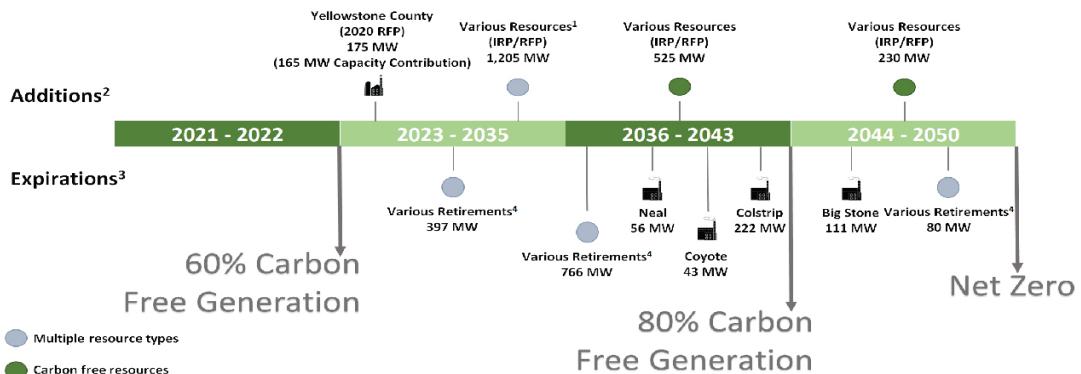 Yellowstone County
(2020 RFP)
175 MW
(165 MW Capacity Contribution)
Various Resources¹
(IRP/RFP)
1,205 MW
Various Resources
(IRP/RFP)
525 MW
Various Resources
(IRP/RFP)
230 MW
Additions²
2021 - 2022
2023 - 2035
2036 - 2043
2044 - 2050
Expirations³
Various Retirements⁴
397 MW
Various Retirements⁴
766 MW
Neal
56 MW
Coyote
43 MW
Colstrip
222 MW
Big Stone
111 MW
Various Retirements⁴
80 MW
60% Carbon
Free Generation
80% Carbon
Free Generation
Net Zero
Multiple resource types
Carbon free resources